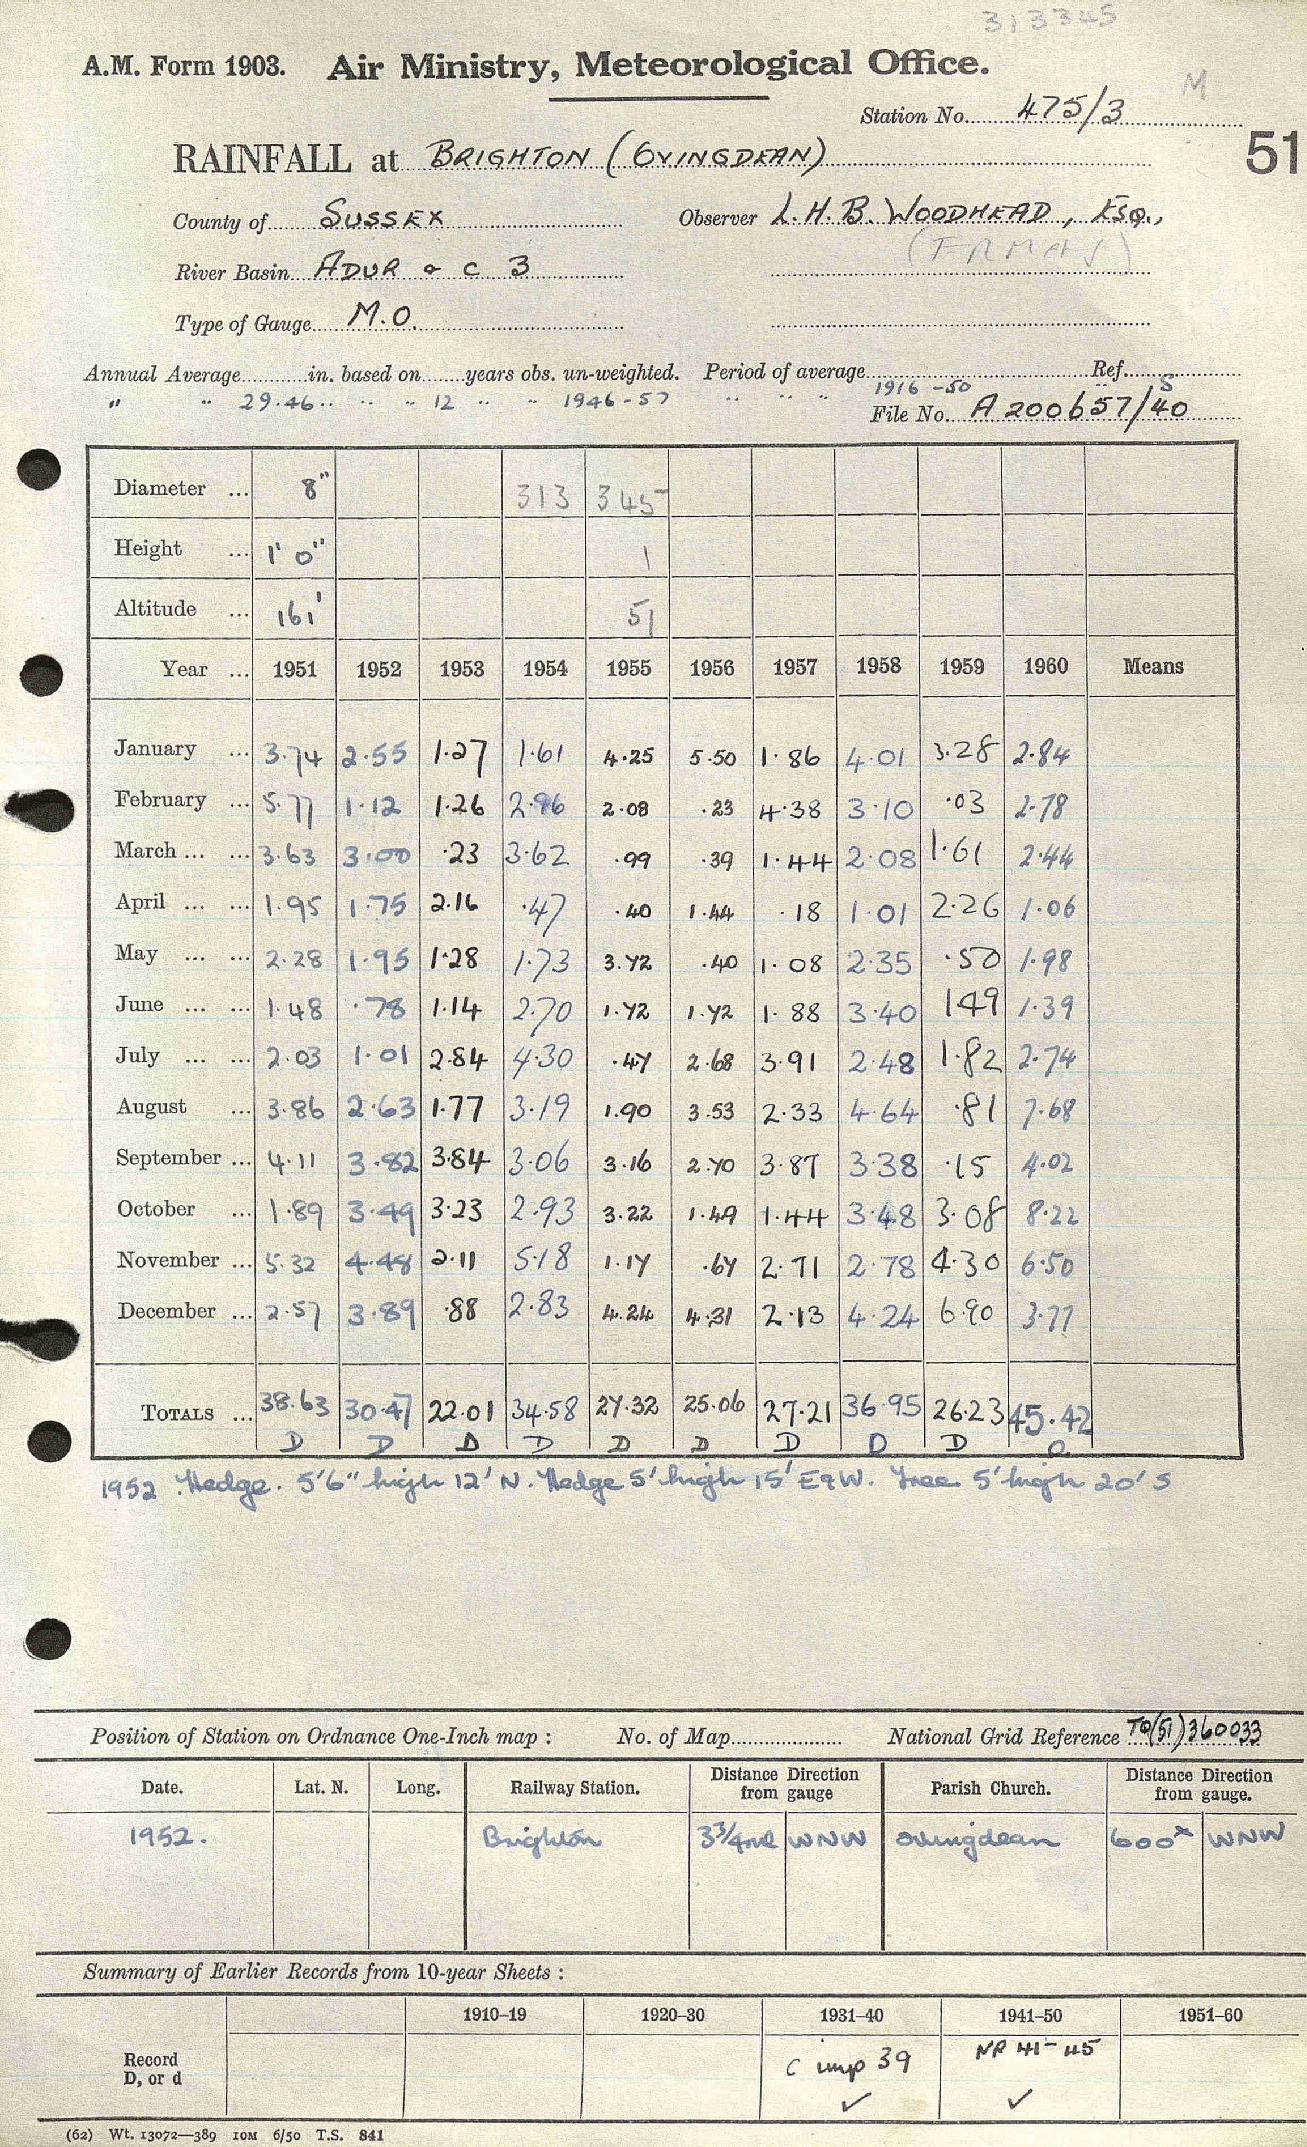 313345
A.M. Form 1903. Air Ministry, Meteorological Office.
M
Station No. 475/3
RAINFALL at BRIGHTON (OVINGDEAN)
51
County of SUSSEX Observer L.H.B. WOODHEAD, ESQ.,
River Basin ADUR & C 3
Type of Gauge M.O.
Annual Average in. based on years obs. un-weighted. Period of average Ref.
" " 29.46 " " " 12 " " 1946-57 " " " 1916-50 S
File No. A 200657/40
Diameter ... 8" 313 345
Height ... 1' 0" 1
Altitude ... 161' 51
Year ... 1951 1952 1953 1954 1955 1956 1957 1958 1959 1960 Means
January ... 3.74 2.55 1.27 1.61 4.25 5.50 1.86 4.01 3.28 2.84
February ... 5.77 1.12 1.26 2.96 2.08 .23 4.38 3.10 .03 2.78
March ... ... 3.63 3.00 .23 3.62 .99 .39 1.44 2.08 1.61 2.44
April ... ... 1.95 1.75 2.16 .47 .40 1.44 .18 1.01 2.26 1.06
May ... ... 2.28 1.95 1.28 1.73 3.72 .40 1.08 2.35 .50 1.98
June ... ... 1.48 .78 1.14 2.70 1.72 1.72 1.88 3.40 1.49 1.39
July ... ... 2.03 1.01 2.84 4.30 .47 2.68 3.91 2.48 1.82 2.74
August ... 3.86 2.63 1.77 3.19 1.90 3.53 2.33 4.64 .81 7.68
September ... 4.11 3.82 3.84 3.06 3.16 2.70 3.87 3.38 .15 4.02
October ... 1.89 3.49 3.23 2.93 3.22 1.49 1.44 3.48 3.08 8.22
November ... 5.32 4.48 2.11 5.18 1.17 .67 2.71 2.78 4.30 6.50
December ... 2.57 3.89 .88 2.83 4.24 4.31 2.13 4.24 6.90 3.77
TOTALS ... 38.63 30.47 22.01 34.58 27.32 25.06 27.21 36.95 26.23 45.42
D D D D D D D D D
1952 Hedge. 5'6" high 12' N. Hedge 5' high 15' E&W. Tree 5' high 20' S
Position of Station on Ordnance One-Inch map : No. of Map National Grid Reference TQ(51)360033
Date. Lat. N. Long. Railway Station. Distance from gauge Direction Parish Church. Distance from gauge. Direction
1952. Brighton 3¾ml WNW Ovingdean 600x WNW
Summary of Earlier Records from 10-year Sheets :
1910–19 1920–30 1931–40 1941–50 1951–60
Record D, or d C imp 39 ✓ NR 41-45 ✓
(62) Wt. 13072—389 10M 6/50 T.S. 841